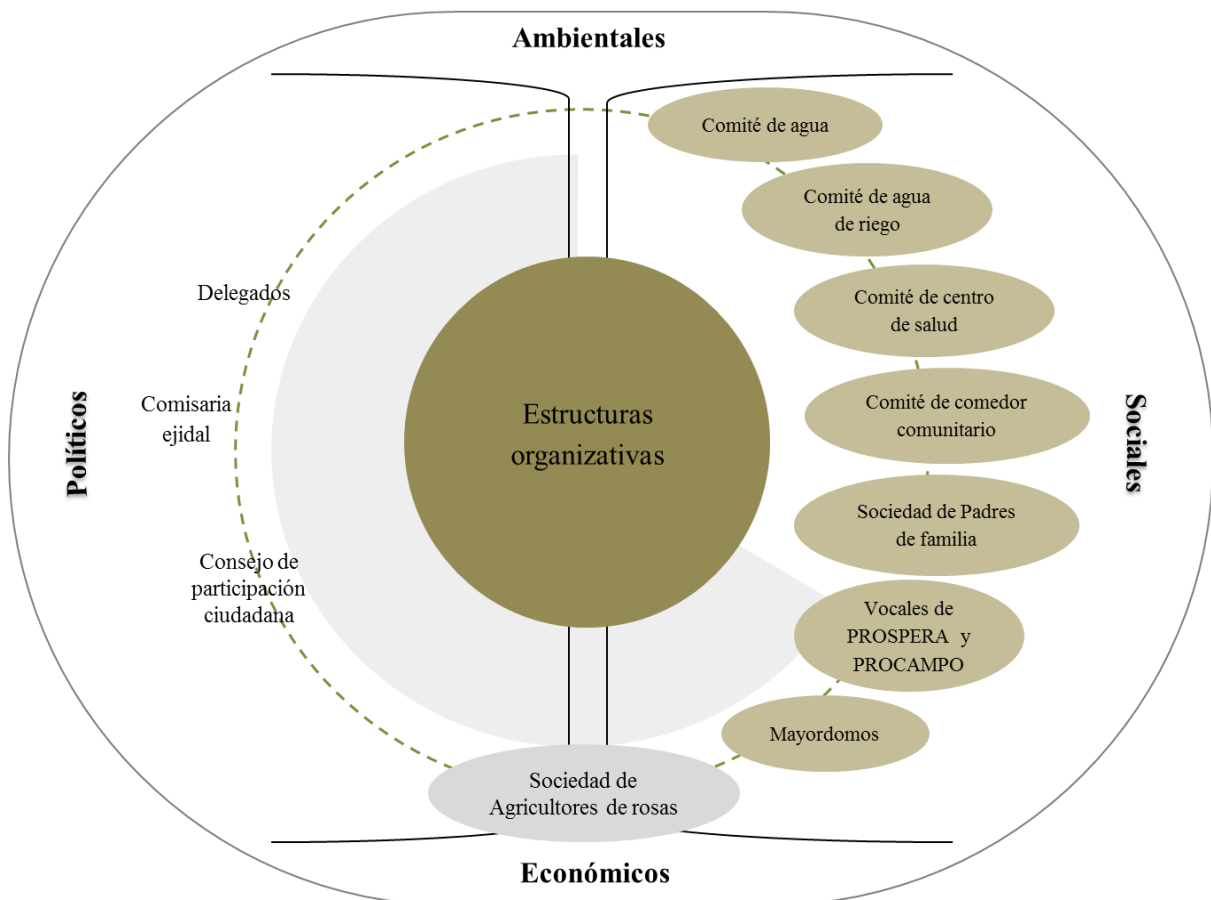 Ambientales
Comité de agua
Comité de agua
de riego
Delegados
Comité de centro
de salud
Políticos
Comisaria
ejidal
Estructuras
organizativas
Comité de comedor
comunitario
Sociales
Sociedad de Padres
de familia
Consejo de
participación
ciudadana
Vocales de
PROSPERA y
PROCAMPO
Mayordomos
Sociedad de
Agricultores de rosas
Económicos